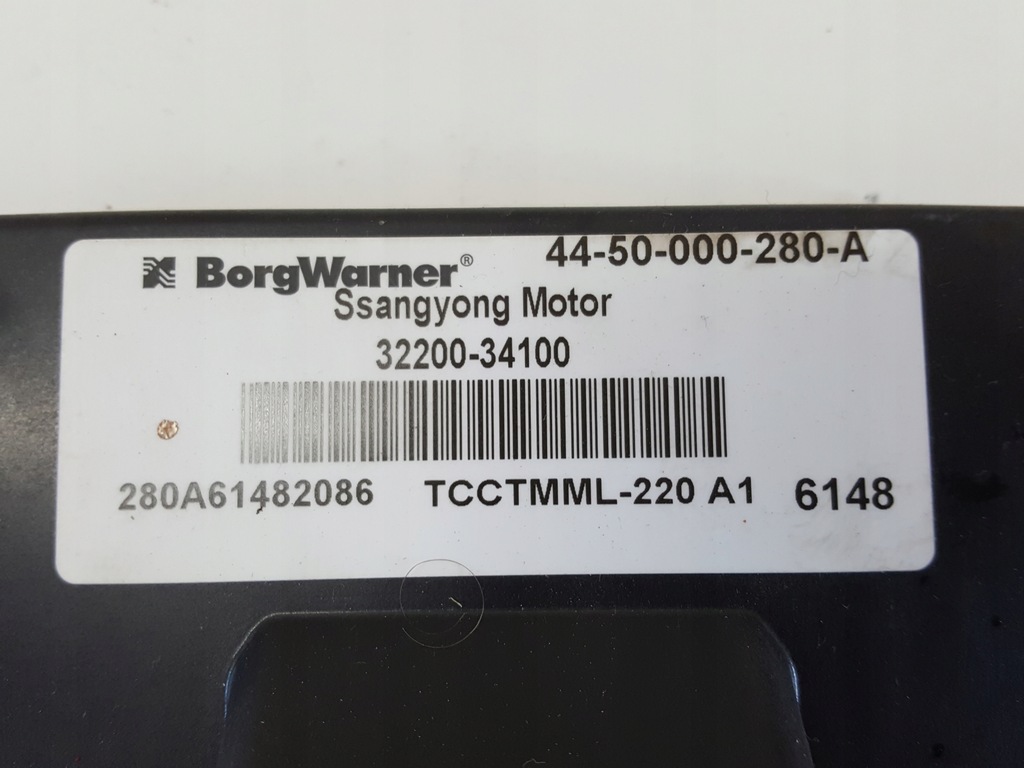 BorgWarner® 44-50-000-280-A
Ssangyong Motor
32200-34100
280A61482086 TCCTMML-220 A1 6148